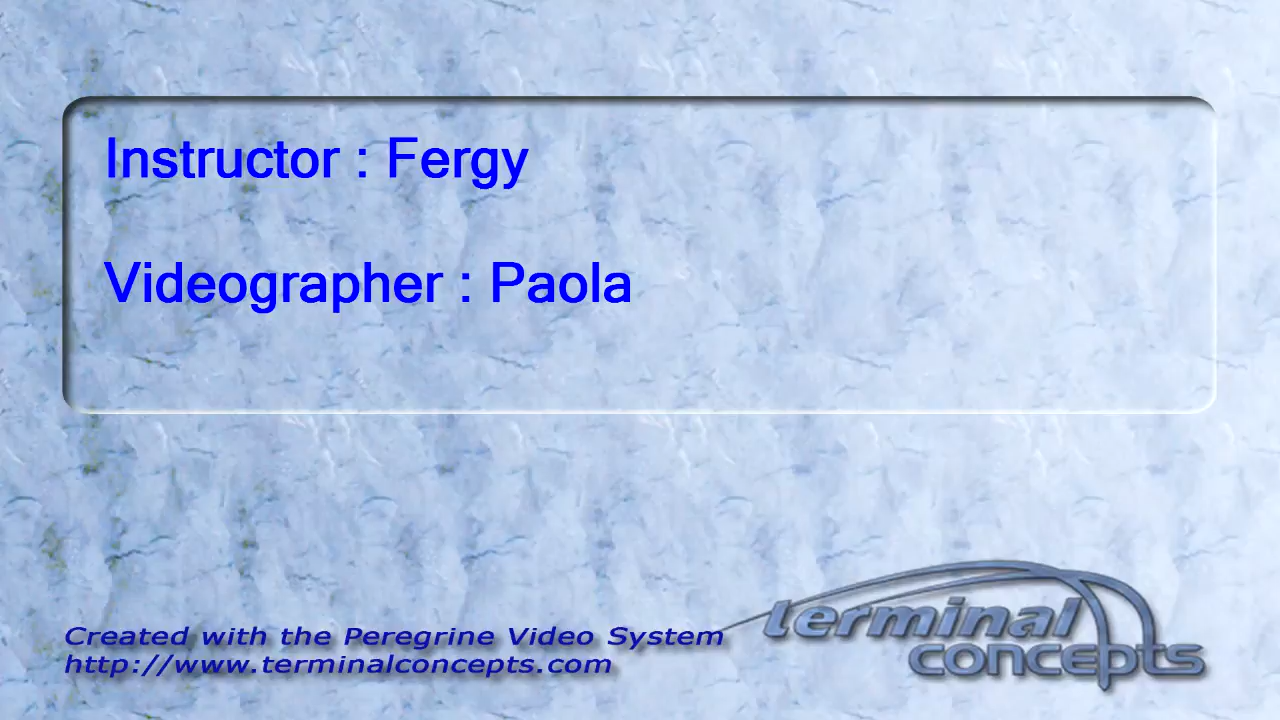 Instructor : Fergy
Videographer : Paola
Created with the Peregrine Video System
http://www.terminalconcepts.com
terminal
concepts